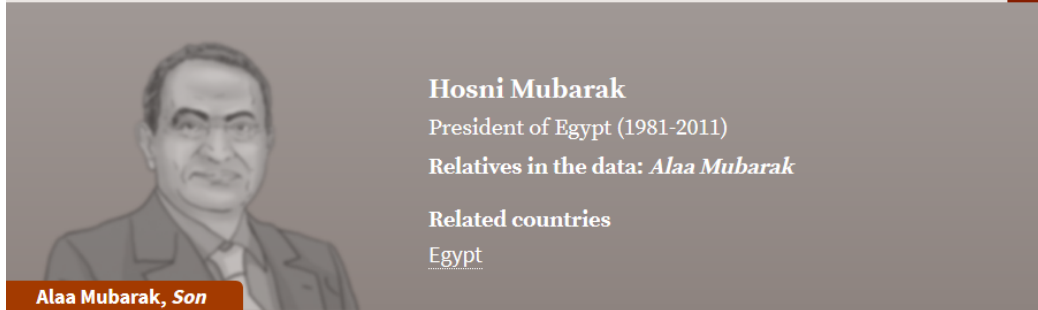 Hosni Mubarak
President of Egypt (1981-2011)
Relatives in the data: Alaa Mubarak
Related countries
Egypt
Alaa Mubarak, Son